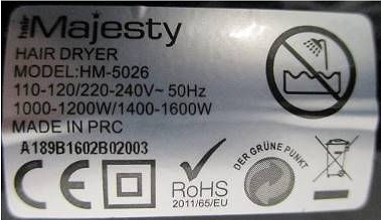 hair Majesty
HAIR DRYER
MODEL:HM-5026
110-120/220-240V~ 50Hz
1000-1200W/1400-1600W
MADE IN PRC
A189B1602B02003
CE
RoHS
2011/65/EU
DER GRÜNE PUNKT